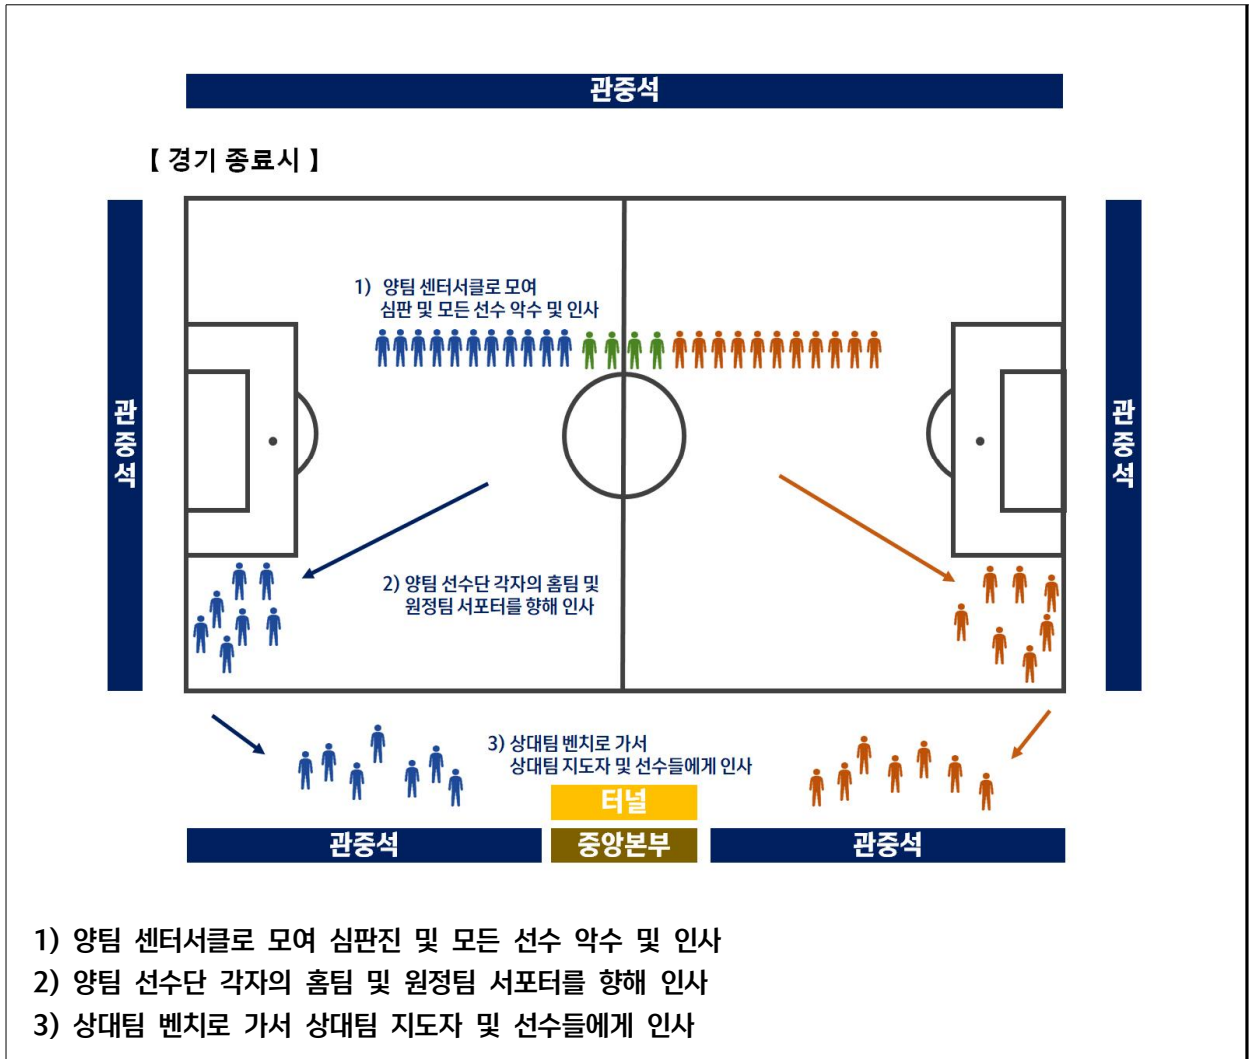 관중석
【 경기 종료시 】
관중석
관중석
1) 양팀 센터서클로 모여
심판 및 모든 선수 악수 및 인사
2) 양팀 선수단 각자의 홈팀 및
원정팀 서포터를 향해 인사
3) 상대팀 벤치로 가서
상대팀 지도자 및 선수들에게 인사
터널
관중석
중앙본부
관중석
1) 양팀 센터서클로 모여 심판진 및 모든 선수 악수 및 인사
2) 양팀 선수단 각자의 홈팀 및 원정팀 서포터를 향해 인사
3) 상대팀 벤치로 가서 상대팀 지도자 및 선수들에게 인사